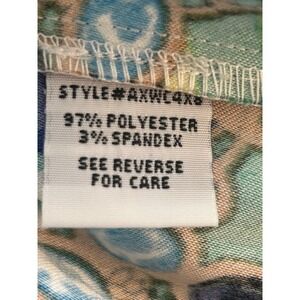 STYLE#AXWC4X8
97% POLYESTER
3% SPANDEX
SEE REVERSE
FOR CARE